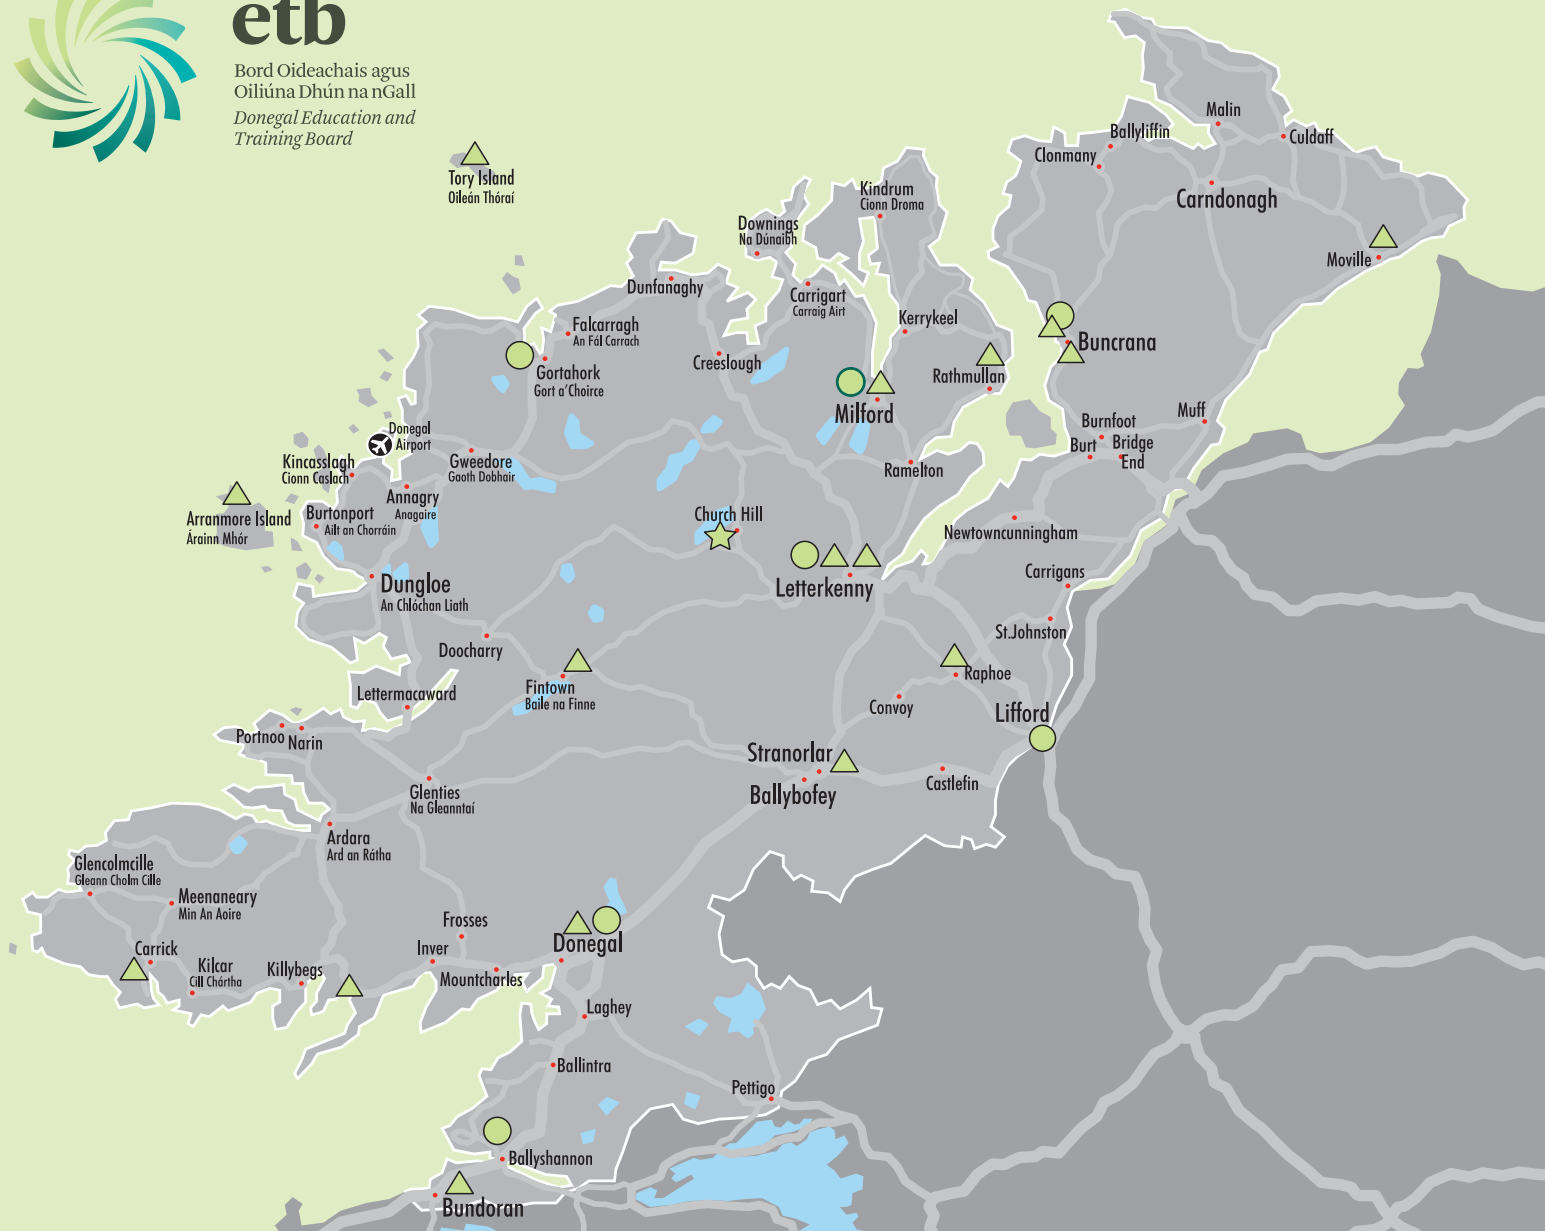 etb
Bord Oideachais agus
Oiliúna Dhún na nGall
Donegal Education and
Training Board
Tory Island
Oileán Thóraí
Malin
Ballyliffin
Culdaff
Clonmany
Carndonagh
Moville
Kindrum
Cionn Droma
Downings
Na Dúnaibh
Dunfanaghy
Carrigart
Carraig Airt
Kerrykeel
Falcarragh
An Fál Carrach
Gortahork
Gort a'Choirce
Creeslough
Rathmullan
Buncrana
Milford
Muff
Burnfoot
Burt
Bridge
End
Donegal
Airport
Kincasslagh
Cionn Caslach
Gweedore
Gaoth Dobhair
Ramelton
Annagry
Anagaire
Arranmore Island
Árainn Mhór
Burtonport
Ailt an Chorráin
Church Hill
Newtowncunningham
Dungloe
An Chlóchan Liath
Letterkenny
Carrigans
St.Johnston
Doocharry
Fintown
Baile na Finne
Raphoe
Lettermacaward
Convoy
Lifford
Portnoo
Narin
Stranorlar
Ballybofey
Castlefin
Glenties
Na Gleanntaí
Ardara
Ard an Rátha
Glencolmcille
Gleann Cholm Cille
Meenaneary
Min An Aoire
Frosses
Inver
Donegal
Carrick
Kilcar
Cill Chártha
Killybegs
Mountcharles
Laghey
Ballintra
Pettigo
Ballyshannon
Bundoran